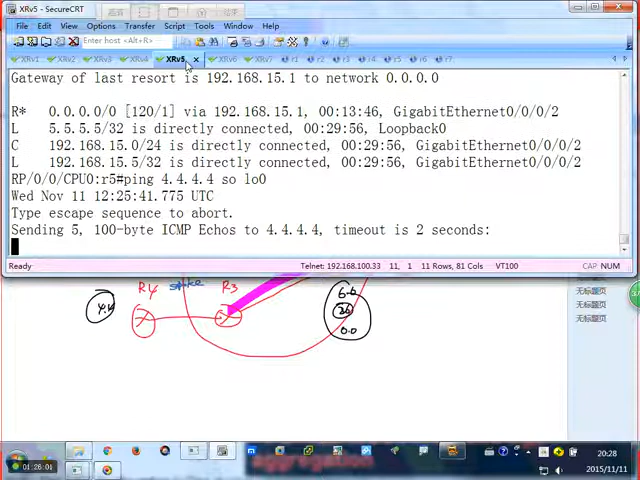 XRv5 - SecureCRT
File Edit View Options Transfer Script Tools Window Help
Enter host <Alt+R>
XRv1 XRv2 XRv3 XRv4 XRv5 XRv6 XRv7 r1 r2 r3 r4 r5 r6 r7
Gateway of last resort is 192.168.15.1 to network 0.0.0.0
R* 0.0.0.0/0 [120/1] via 192.168.15.1, 00:13:46, GigabitEthernet0/0/0/2
L 5.5.5.5/32 is directly connected, 00:29:56, Loopback0
C 192.168.15.0/24 is directly connected, 00:29:56, GigabitEthernet0/0/0/2
L 192.168.15.5/32 is directly connected, 00:29:56, GigabitEthernet0/0/0/2
RP/0/0/CPU0:r5#ping 4.4.4.4 so lo0
Wed Nov 11 12:25:41.775 UTC
Type escape sequence to abort.
Sending 5, 100-byte ICMP Echos to 4.4.4.4, timeout is 2 seconds:
Ready Telnet: 192.168.100.33 11, 1 11 Rows, 81 Cols VT100 CAP NUM
R4 R3
4.4
6.6
26
0.0
无标题页
无标题页
无标题页
无标题页
aggregation
01:26:01
20:28
2015/11/11